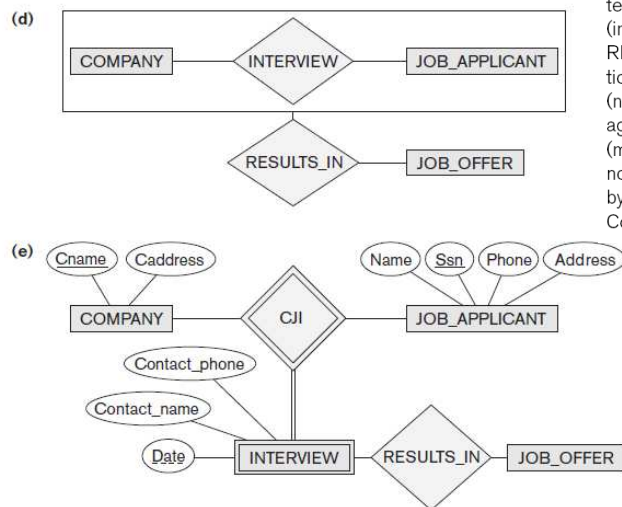 (d)
COMPANY INTERVIEW JOB_APPLICANT
RESULTS_IN JOB_OFFER
(e)
Cname Caddress Name Ssn Phone Address
COMPANY CJI JOB_APPLICANT
Contact_phone
Contact_name
Date INTERVIEW RESULTS_IN JOB_OFFER